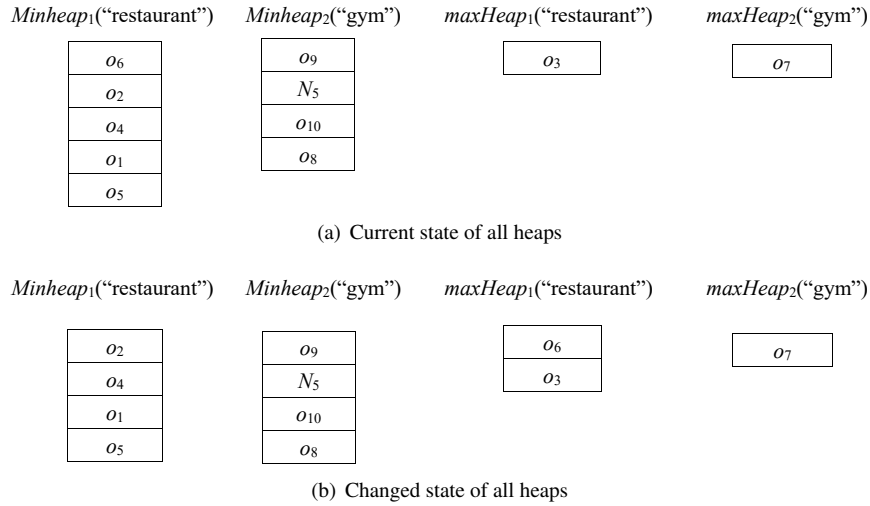 Minheap₁(“restaurant”) Minheap₂(“gym”) maxHeap₁(“restaurant”) maxHeap₂(“gym”)
o₆ o₉ o₃ o₇
o₂ N₅
o₄ o₁₀
o₁ o₈
o₅
(a) Current state of all heaps
Minheap₁(“restaurant”) Minheap₂(“gym”) maxHeap₁(“restaurant”) maxHeap₂(“gym”)
o₂ o₉ o₆ o₇
o₄ N₅ o₃
o₁ o₁₀
o₅ o₈
(b) Changed state of all heaps